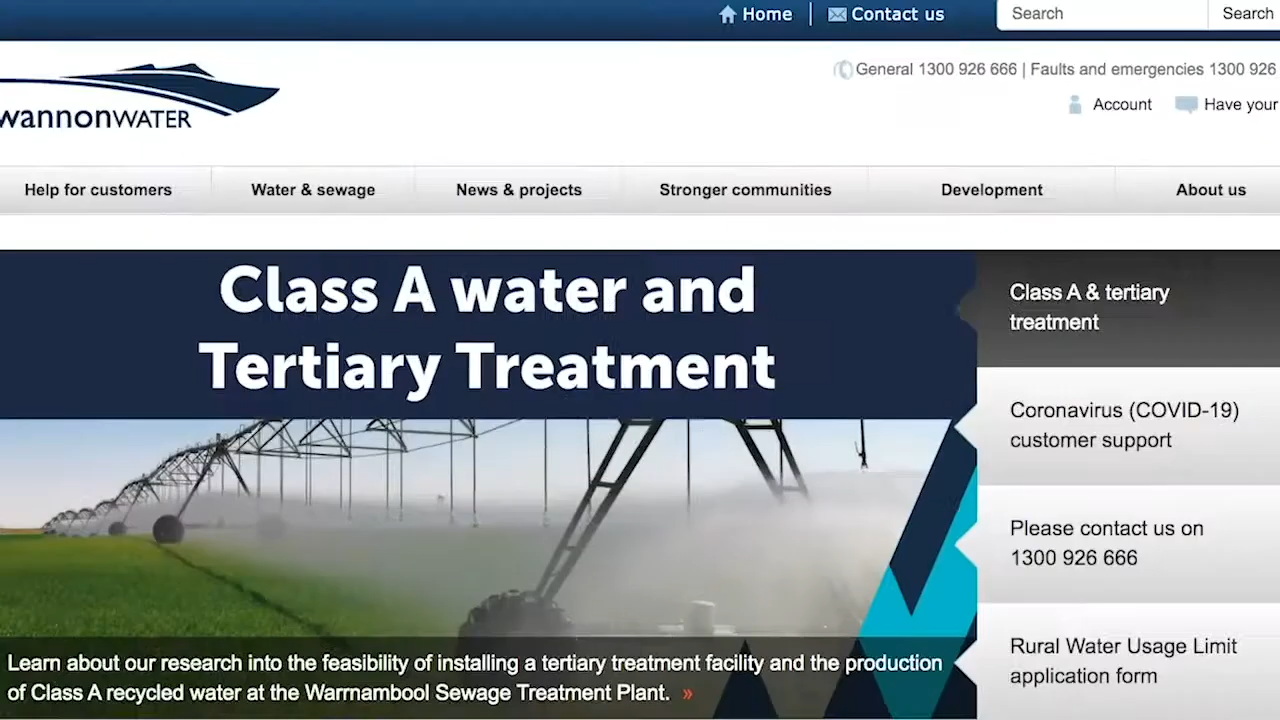 Home
Contact us
Search
Search
General 1300 926 666 | Faults and emergencies 1300 926
wannonWATER
Account
Have your
Help for customers
Water & sewage
News & projects
Stronger communities
Development
About us
Class A water and
Tertiary Treatment
Class A & tertiary
treatment
Coronavirus (COVID-19)
customer support
Please contact us on
1300 926 666
Rural Water Usage Limit
application form
Learn about our research into the feasibility of installing a tertiary treatment facility and the production
of Class A recycled water at the Warrnambool Sewage Treatment Plant. »